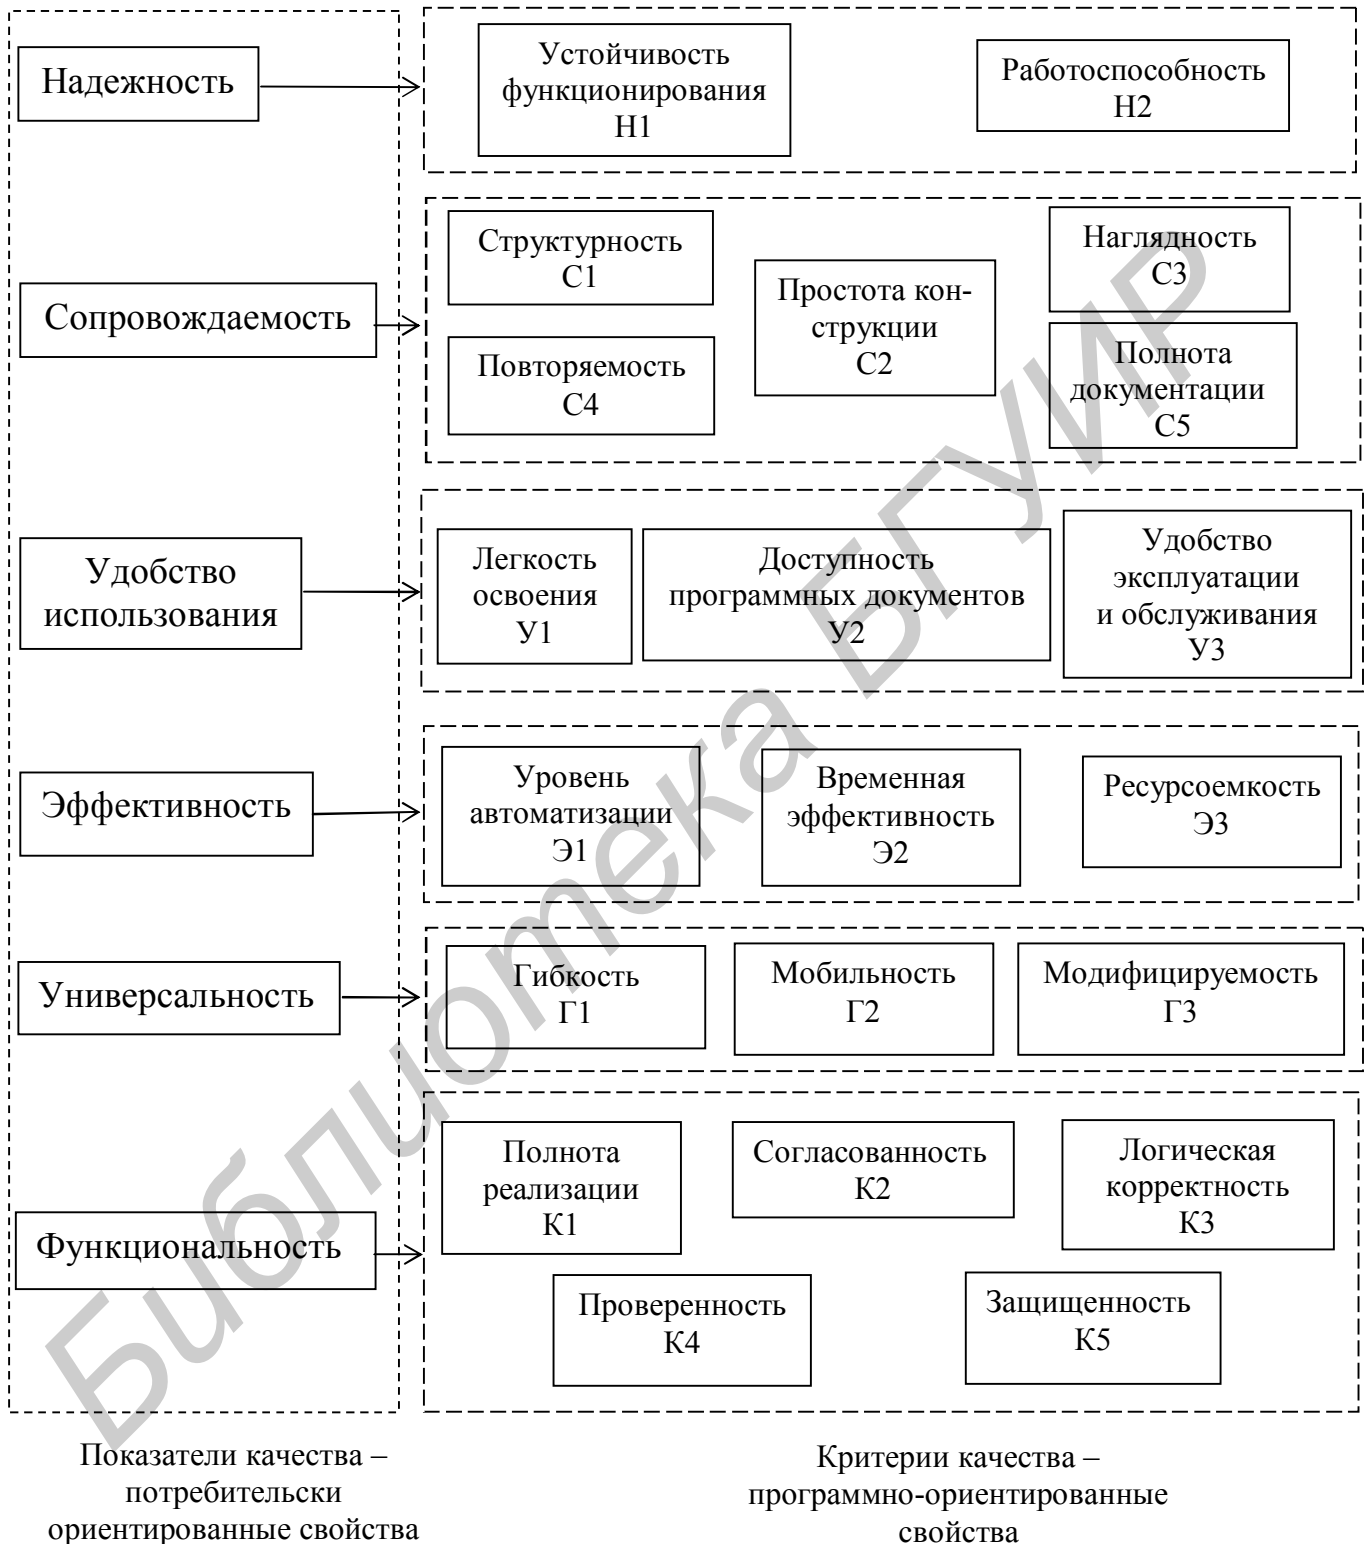 Надежность
Устойчивость
функционирования
Н1
Работоспособность
Н2
Сопровождаемость
Структурность
С1
Простота кон-
струкции
С2
Наглядность
С3
Повторяемость
С4
Полнота
документации
С5
Удобство
использования
Легкость
освоения
У1
Доступность
программных документов
У2
Удобство
эксплуатации
и обслуживания
У3
Эффективность
Уровень
автоматизации
Э1
Временная
эффективность
Э2
Ресурсоемкость
Э3
Универсальность
Гибкость
Г1
Мобильность
Г2
Модифицируемость
Г3
Функциональность
Полнота
реализации
К1
Согласованность
К2
Логическая
корректность
К3
Проверенность
К4
Защищенность
К5
Показатели качества –
потребительски
ориентированные свойства
Критерии качества –
программно-ориентированные
свойства
Библиотека БГУИР